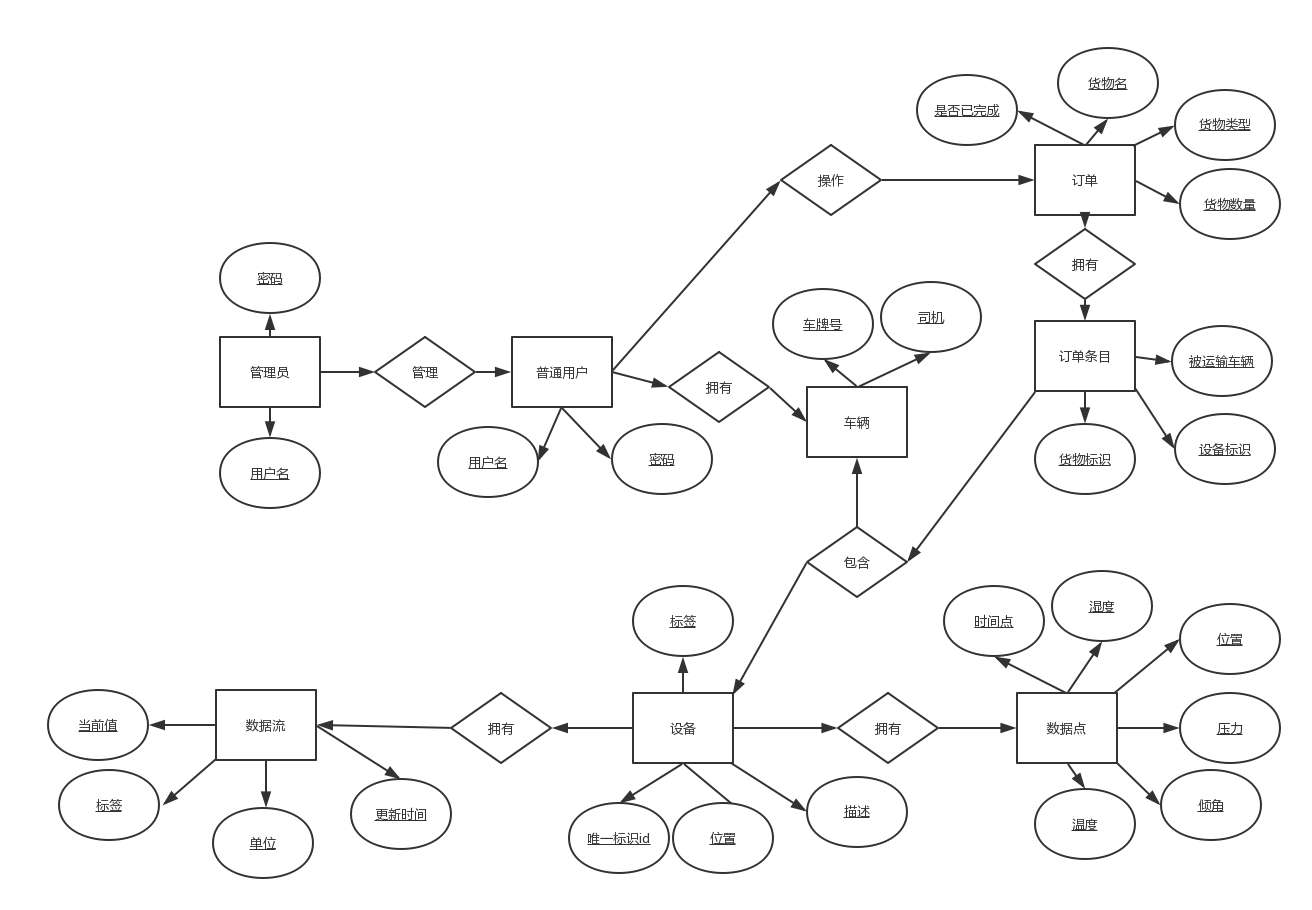 货物名
是否已完成
货物类型
操作
订单
货物数量
拥有
密码
车牌号
司机
订单条目
被运输车辆
管理员
管理
普通用户
拥有
车辆
用户名
用户名
密码
货物标识
设备标识
包含
标签
时间点
湿度
位置
当前值
数据流
拥有
设备
拥有
数据点
压力
标签
单位
更新时间
唯一标识id
位置
描述
温度
倾角